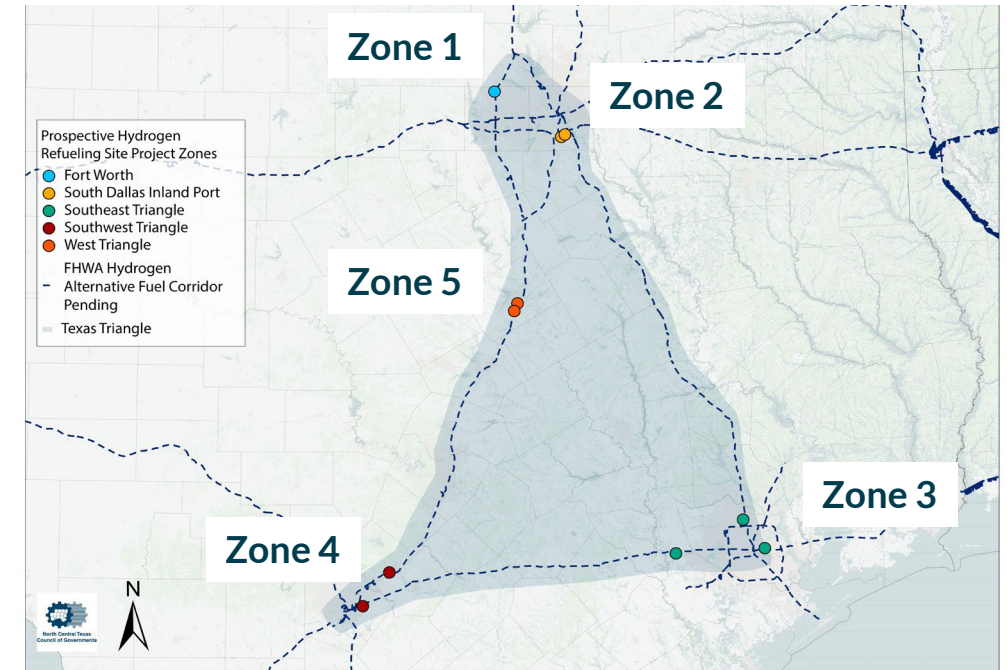 Zone 1
Zone 2
Prospective Hydrogen
Refueling Site Project Zones
Fort Worth
South Dallas Inland Port
Southeast Triangle
Southwest Triangle
West Triangle
FHWA Hydrogen
Alternative Fuel Corridor
Pending
Texas Triangle
Zone 5
Zone 3
Zone 4
N
North Central Texas
Council of Governments